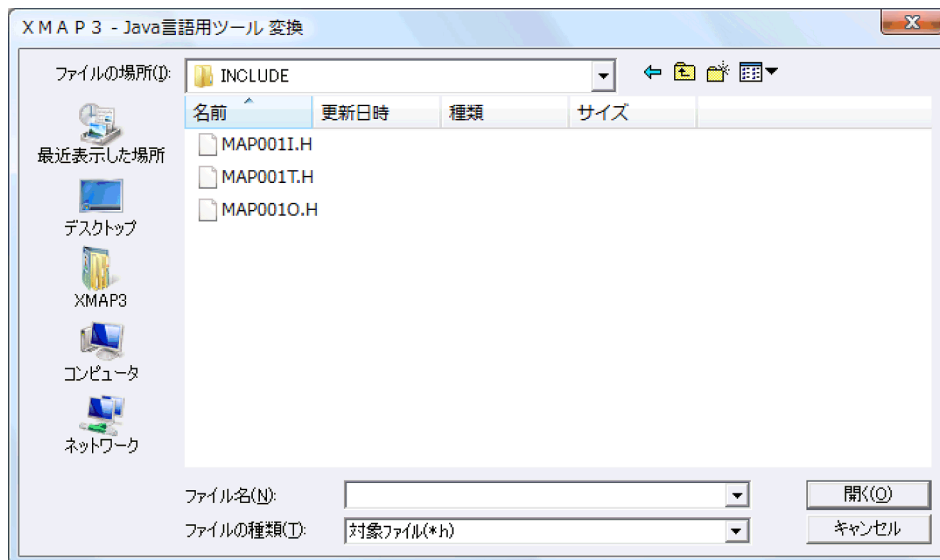 ＸＭＡＰ３ - Java言語用ツール 変換
ファイルの場所(I):
INCLUDE
名前
更新日時
種類
サイズ
MAP001I.H
MAP001T.H
MAP001O.H
最近表示した場所
デスクトップ
XMAP3
コンピュータ
ネットワーク
ファイル名(N):
開く(O)
ファイルの種類(T):
対象ファイル(*h)
キャンセル